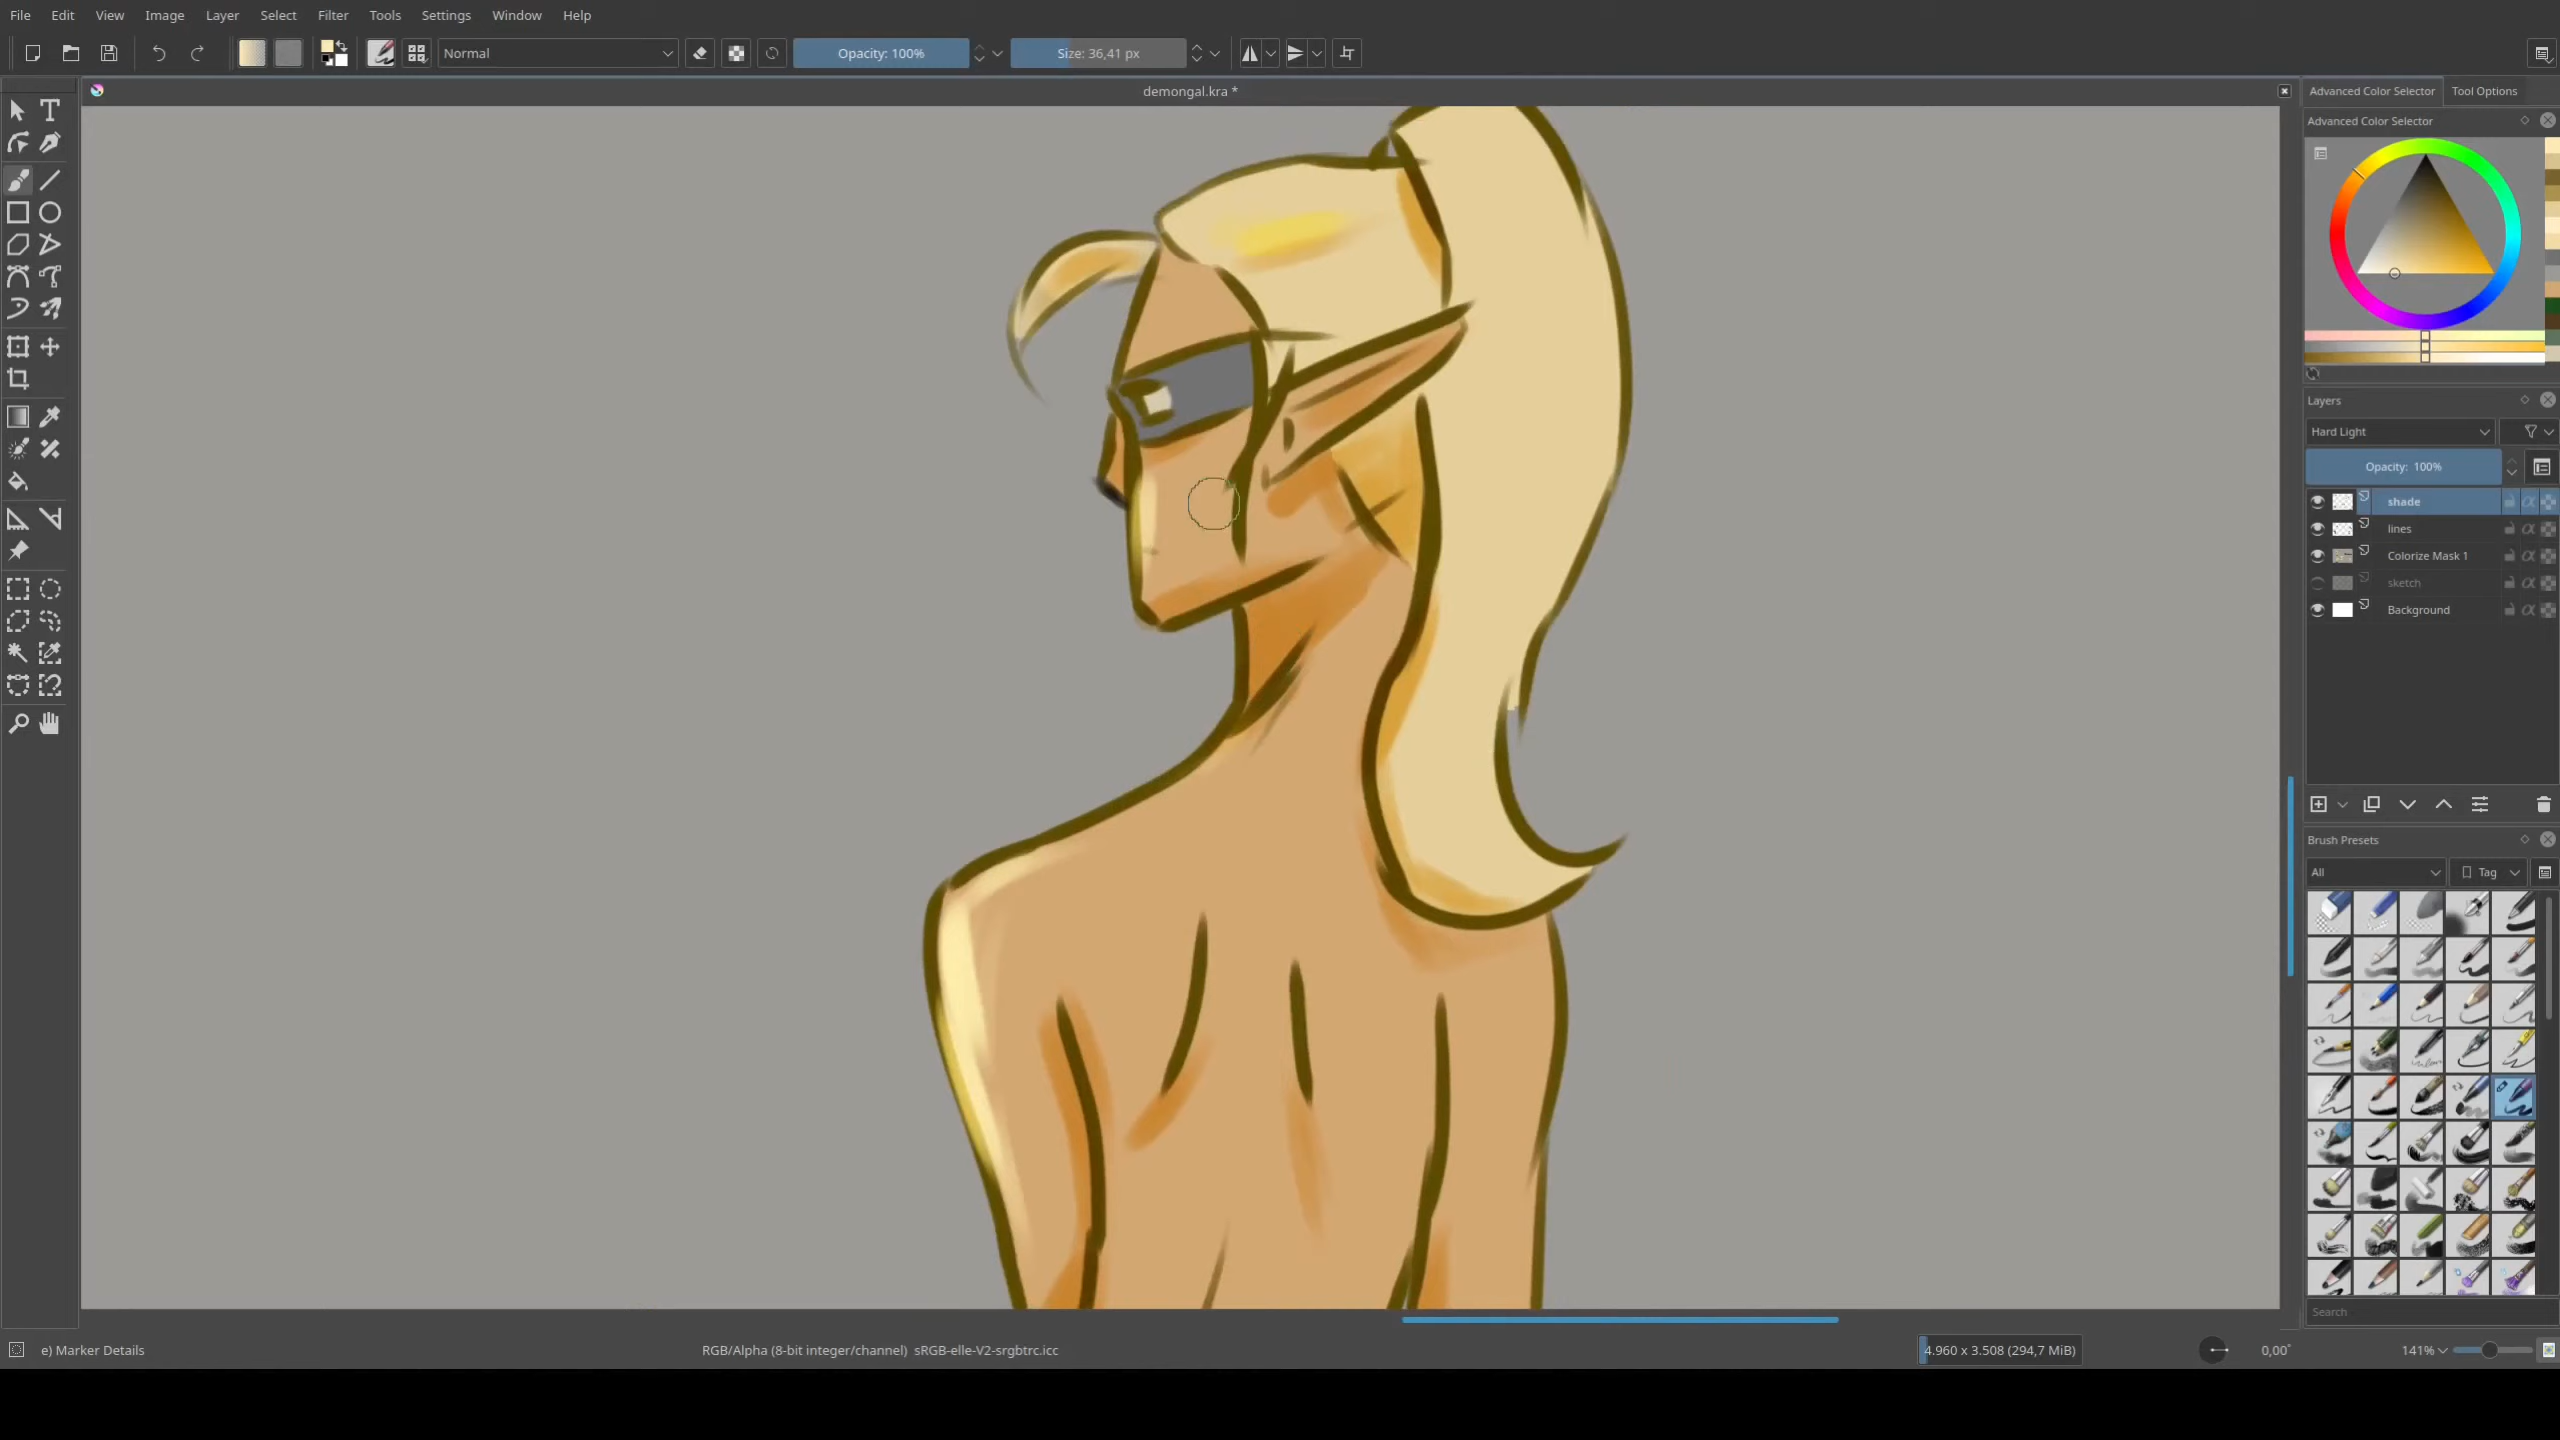 File Edit View Image Layer Select Filter Tools Settings Window Help
Normal Opacity: 100% Size: 36,41 px
demongal.kra *
Advanced Color Selector Tool Options
Advanced Color Selector
Layers
Hard Light
Opacity: 100%
shade
lines
Colorize Mask 1
sketch
Background
Brush Presets
All Tag
Search
e) Marker Details RGB/Alpha (8-bit integer/channel) sRGB-elle-V2-srgbtrc.icc 4.960 x 3.508 (294,7 MiB) 0,00° 141%